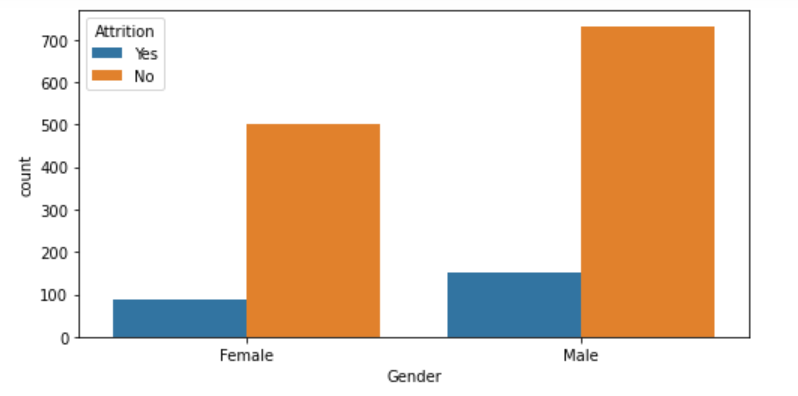 Attrition
Yes
No
700
600
500
400
300
200
100
0
count
Female
Male
Gender